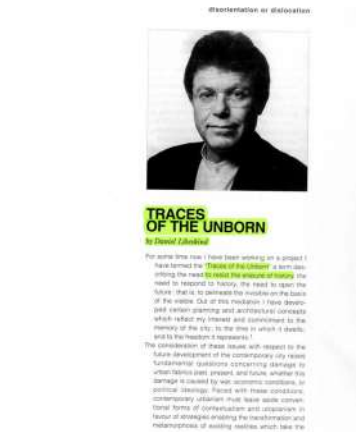 disorientation or dislocation
TRACES
OF THE UNBORN
by Daniel Libeskind
For some time now I have been working on a project I
have termed the 'Traces of the Unborn' a term des-
cribing the need to resist the erasure of history, the
need to respond to history, the need to open the
future: that is, to delineate the invisible on the basis
of the visible. Out of this meditation I have develo-
ped certain planning and architectural concepts
which reflect my interest and commitment to the
memory of the city, to the time in which it dwells,
and to the freedom it represents.¹
The consideration of these issues with respect to the
future development of the contemporary city raises
fundamental questions concerning damage to
urban fabrics past, present, and future, whether this
damage is caused by war, economic conditions, or
political ideology. Faced with these conditions,
contemporary urbanism must leave aside conven-
tional forms of contextualism and utopianism in
favour of strategies enabling the transformation and
metamorphosis of existing realities which take the